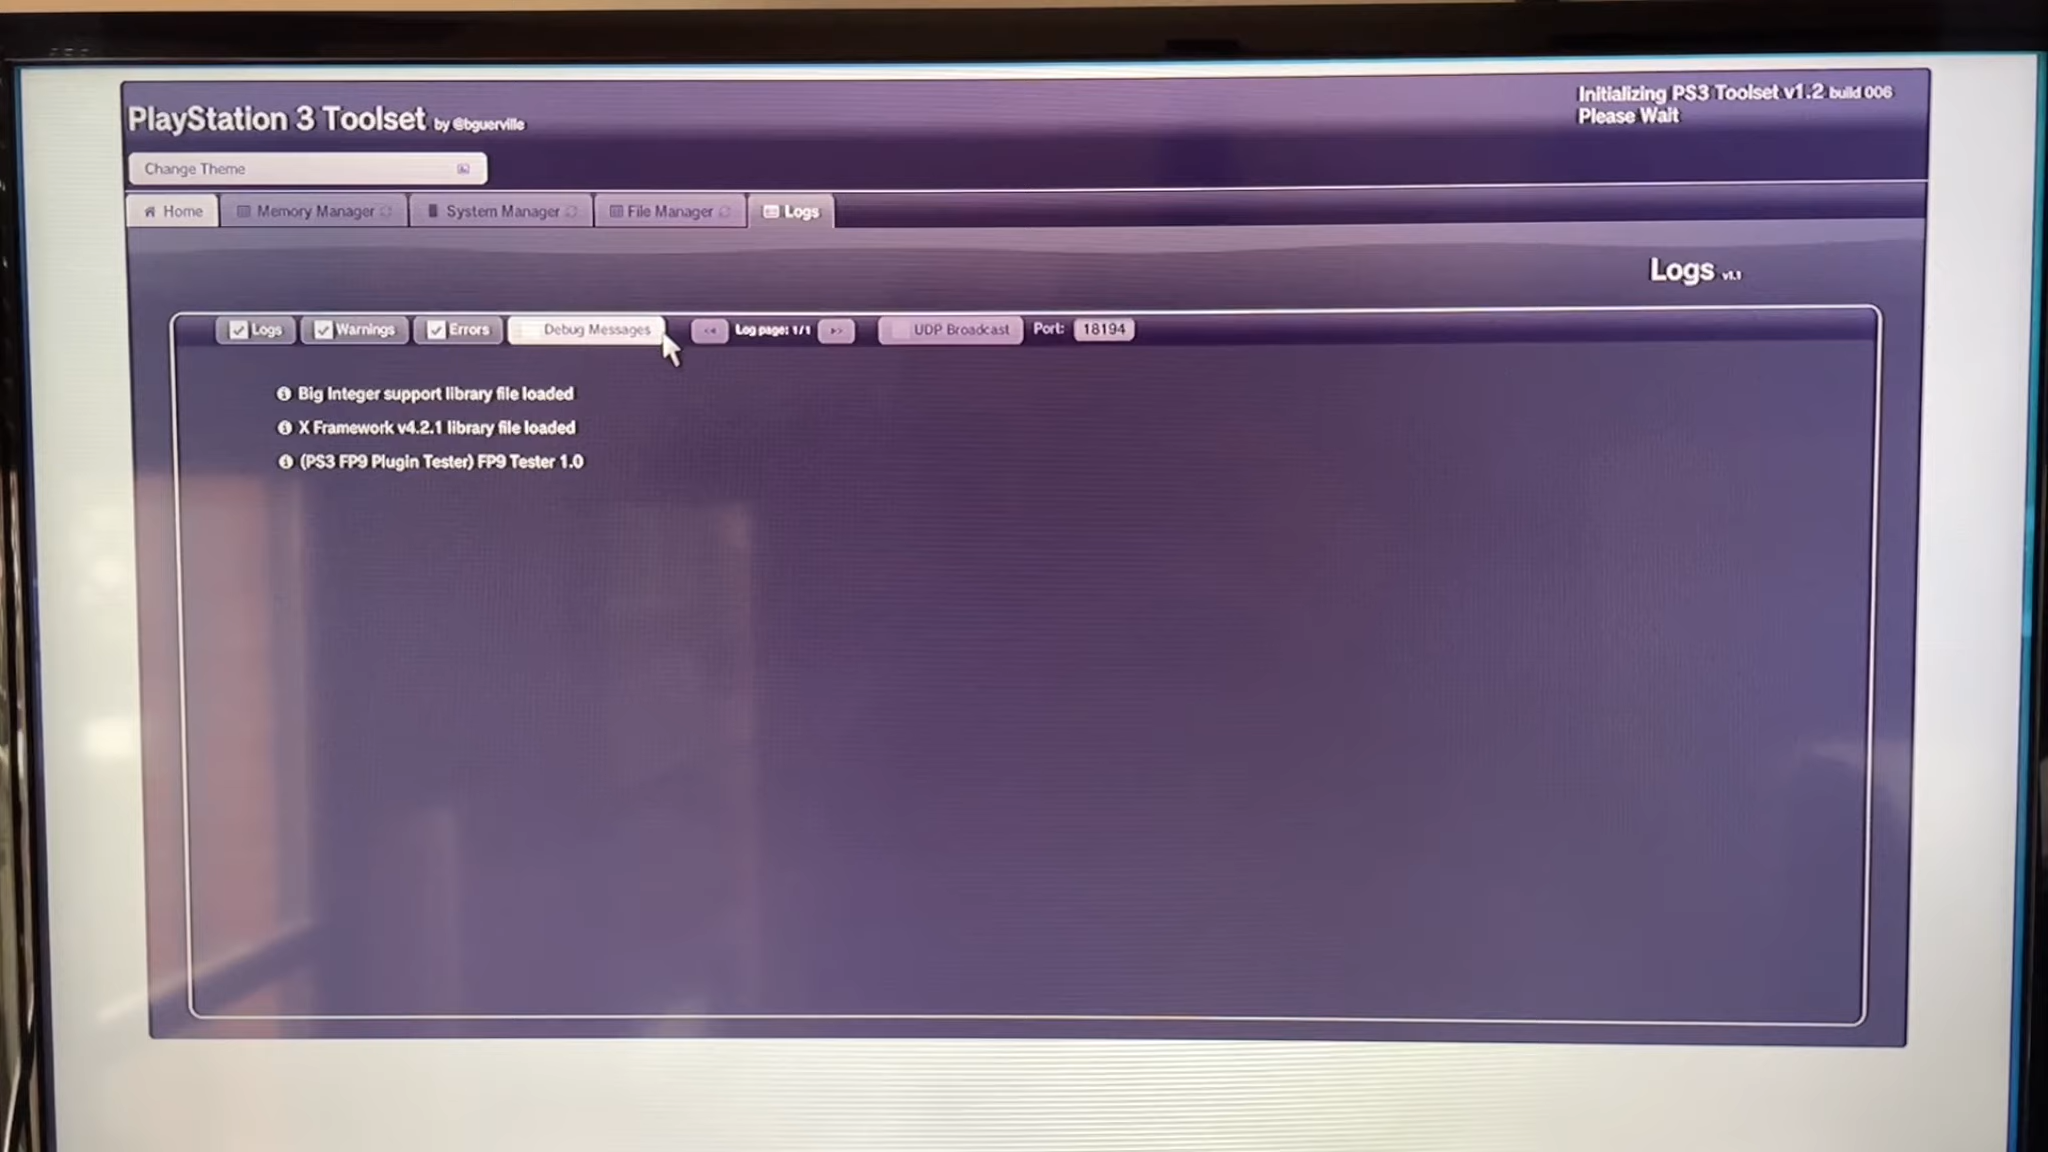 PlayStation 3 Toolset by @bguerville
Initializing PS3 Toolset v1.2 build 006
Please Wait
Change Theme
Home Memory Manager System Manager File Manager Logs
Logs v1.1
Logs Warnings Errors Debug Messages << Log page: 1/1 >> UDP Broadcast Port: 18194
Big Integer support library file loaded
X Framework v4.2.1 library file loaded
(PS3 FP9 Plugin Tester) FP9 Tester 1.0